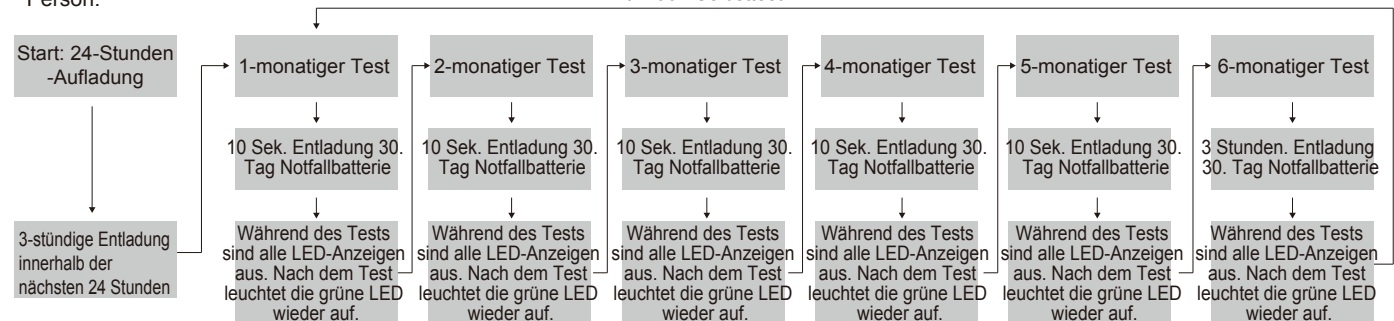 Person.
Start: 24-Stunden
-Aufladung
3-stündige Entladung
innerhalb der
nächsten 24 Stunden
1-monatiger Test
10 Sek. Entladung 30.
Tag Notfallbatterie
Während des Tests
sind alle LED-Anzeigen
aus. Nach dem Test
leuchtet die grüne LED
wieder auf.
2-monatiger Test
10 Sek. Entladung 30.
Tag Notfallbatterie
Während des Tests
sind alle LED-Anzeigen
aus. Nach dem Test
leuchtet die grüne LED
wieder auf.
3-monatiger Test
10 Sek. Entladung 30.
Tag Notfallbatterie
Während des Tests
sind alle LED-Anzeigen
aus. Nach dem Test
leuchtet die grüne LED
wieder auf.
4-monatiger Test
10 Sek. Entladung 30.
Tag Notfallbatterie
Während des Tests
sind alle LED-Anzeigen
aus. Nach dem Test
leuchtet die grüne LED
wieder auf.
5-monatiger Test
10 Sek. Entladung 30.
Tag Notfallbatterie
Während des Tests
sind alle LED-Anzeigen
aus. Nach dem Test
leuchtet die grüne LED
wieder auf.
6-monatiger Test
3 Stunden. Entladung
30. Tag Notfallbatterie
Während des Tests
sind alle LED-Anzeigen
aus. Nach dem Test
leuchtet die grüne LED
wieder auf.